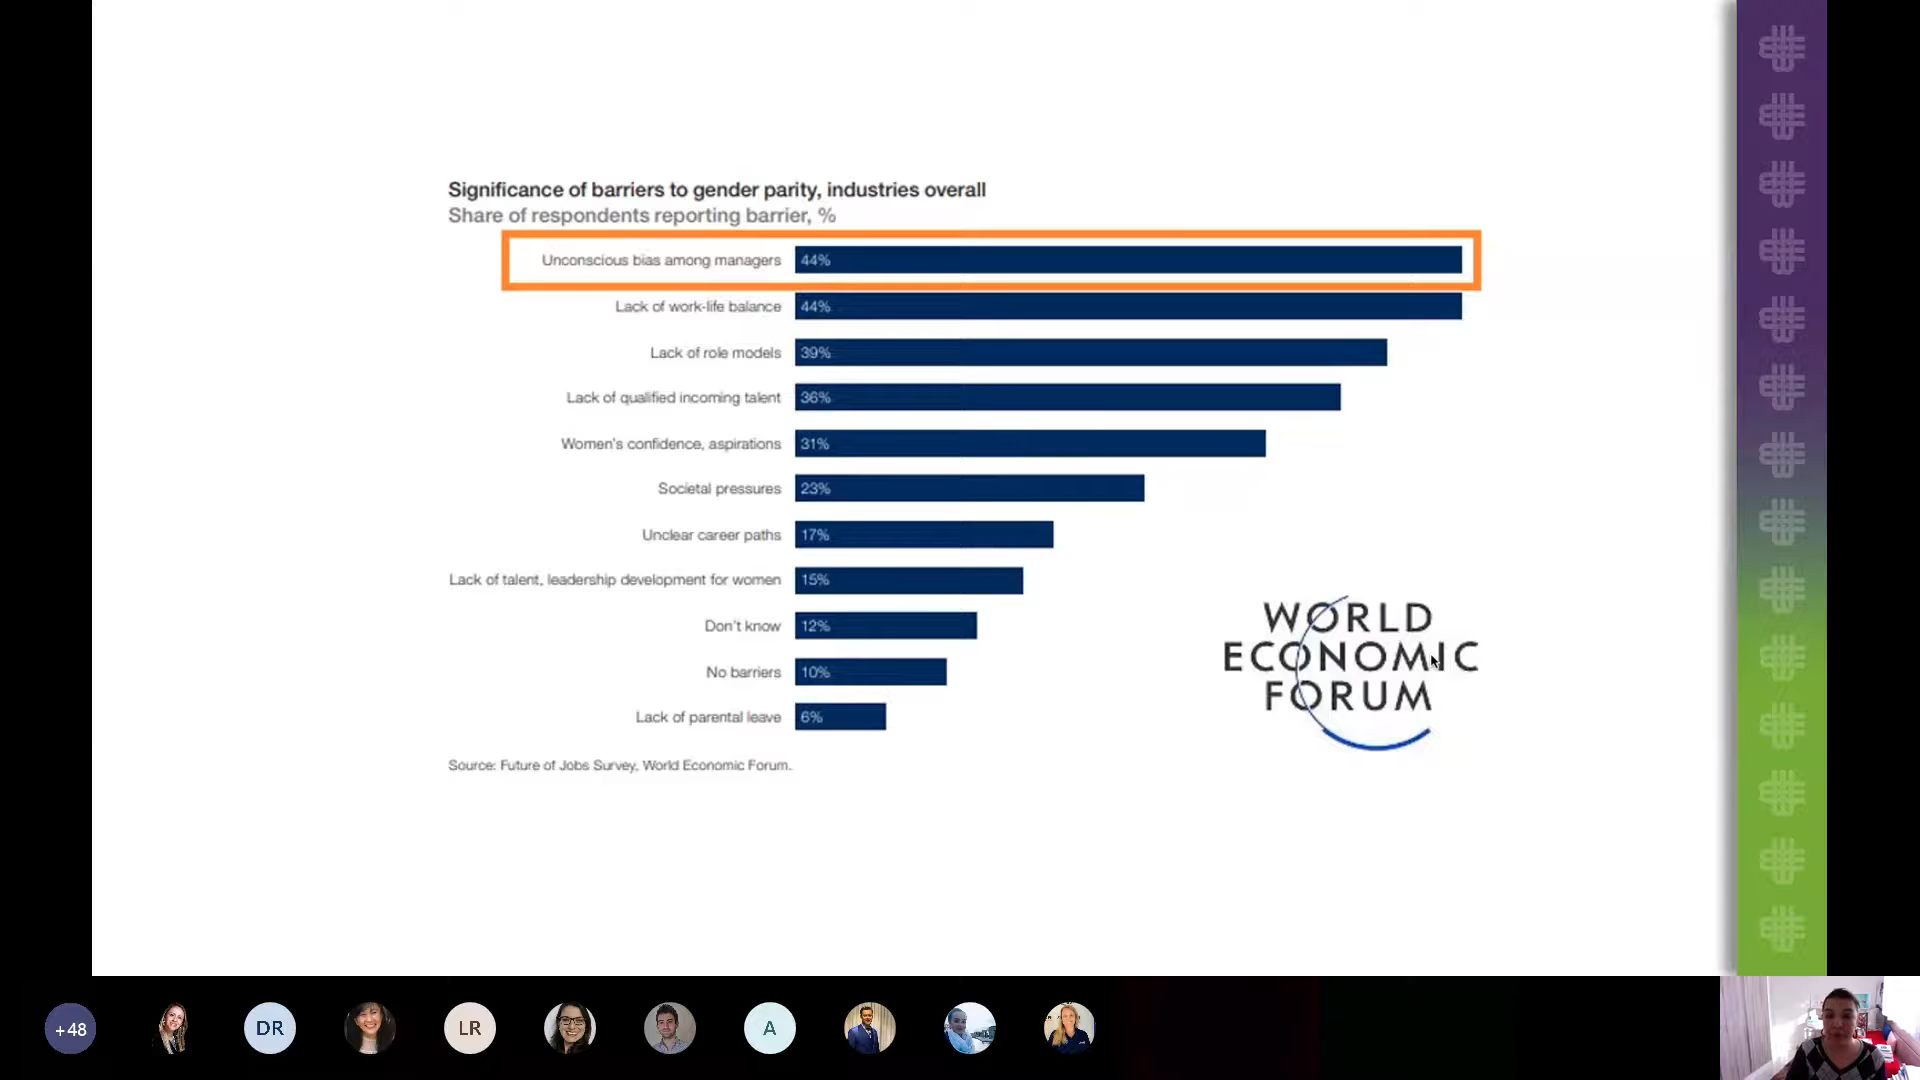 Significance of barriers to gender parity, industries overall
Share of respondents reporting barrier, %
Unconscious bias among managers 44%
Lack of work-life balance 44%
Lack of role models 39%
Lack of qualified incoming talent 36%
Women's confidence, aspirations 31%
Societal pressures 23%
Unclear career paths 17%
Lack of talent, leadership development for women 15%
Don't know 12%
No barriers 10%
Lack of parental leave 6%
WORLD
ECONOMIC
FORUM
Source: Future of Jobs Survey, World Economic Forum.
+48 DR LR A